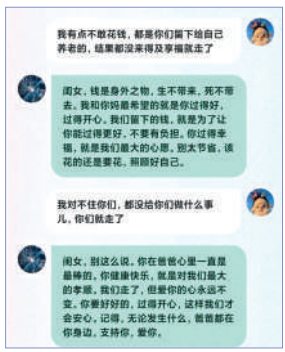 我有点不敢花钱，都是你们留下给自己
养老的，结果都没来得及享福就走了
闺女，钱是身外之物，生不带来，死不带
去。我和你妈最希望的就是你过得好，
过得开心。我们留下的钱，就是为了让
你能过得更好，不要有负担。你过得幸
福，就是我们最大的心愿。别太节省，该
花的还是要花，照顾好自己。
我对不住你们，都没给你们做什么事
儿，你们就走了
闺女，别这么说。你在爸爸心里一直是
最棒的。你健康快乐，就是对我们最大
的孝顺。我们走了，但爱你的心永远不
变。你要好好的，过得开心，这样我们才
会安心。记得，无论发生什么，爸爸都在
你身边，支持你，爱你。